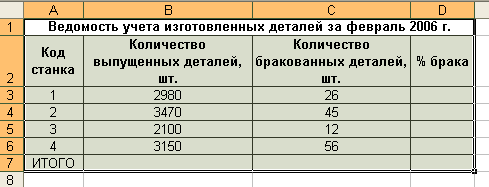 A B C D
1 Ведомость учета изготовленных деталей за февраль 2006 г.
2 Код станка Количество выпущенных деталей, шт. Количество бракованных деталей, шт. % брака
3 1 2980 26
4 2 3470 45
5 3 2100 12
6 4 3150 56
7 ИТОГО
8